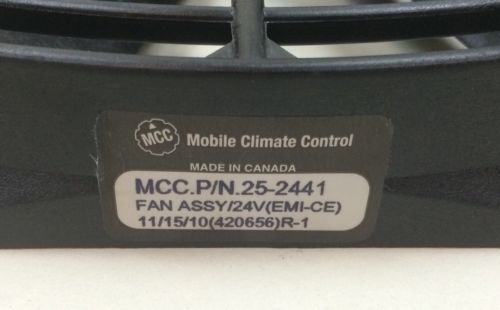 MCC
Mobile Climate Control
MADE IN CANADA
MCC.P/N.25-2441
FAN ASSY/24V(EMI-CE)
11/15/10(420656)R-1